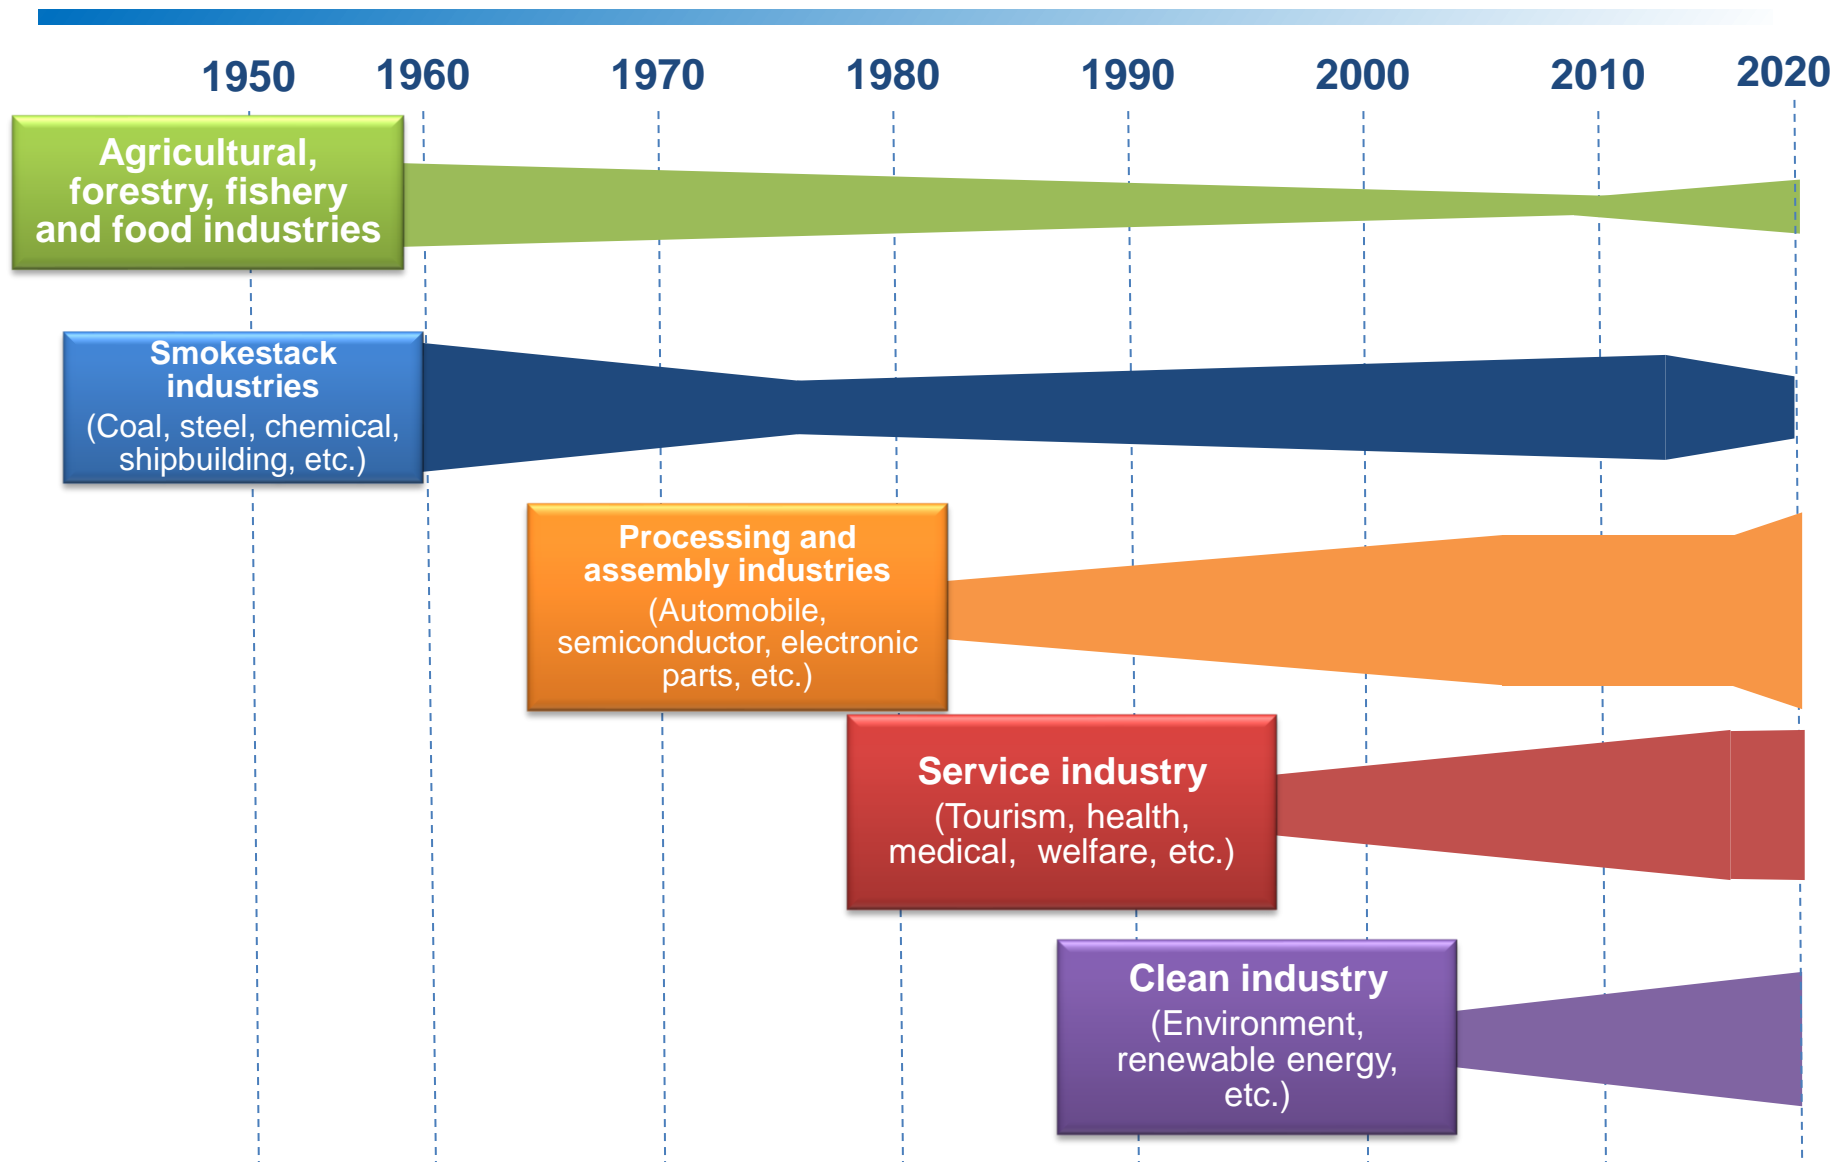 1950 1960 1970 1980 1990 2000 2010 2020
Agricultural,
forestry, fishery
and food industries
Smokestack
industries
(Coal, steel, chemical,
shipbuilding, etc.)
Processing and
assembly industries
(Automobile,
semiconductor, electronic
parts, etc.)
Service industry
(Tourism, health,
medical, welfare, etc.)
Clean industry
(Environment,
renewable energy,
etc.)